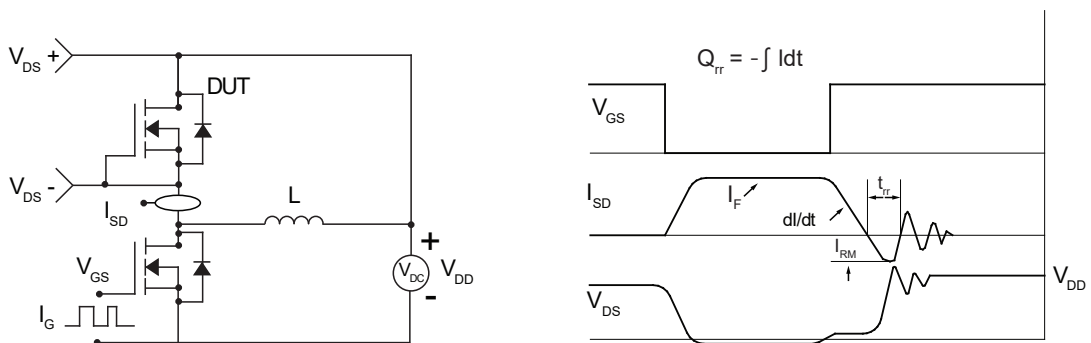 V_DS +
DUT
V_DS -
I_SD
L
V_GS
I_G
+
V_DC
V_DD
-
Q_rr = -∫ Idt
V_GS
I_SD
I_F
t_rr
dI/dt
I_RM
V_DS
V_DD